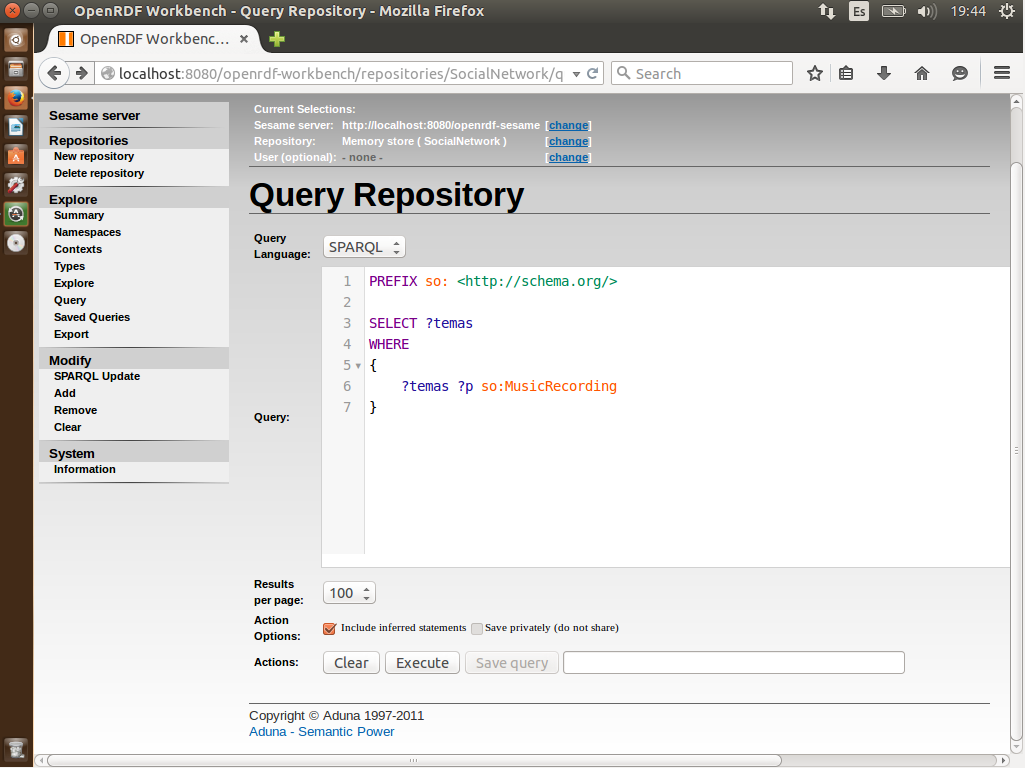 OpenRDF Workbench - Query Repository - Mozilla Firefox
Es
19:44
OpenRDF Workbenc...
localhost:8080/openrdf-workbench/repositories/SocialNetwork/q
Search
Sesame server
Repositories
New repository
Delete repository
Explore
Summary
Namespaces
Contexts
Types
Explore
Query
Saved Queries
Export
Modify
SPARQL Update
Add
Remove
Clear
System
Information
Current Selections:
Sesame server: http://localhost:8080/openrdf-sesame [change]
Repository: Memory store ( SocialNetwork ) [change]
User (optional): - none - [change]
Query Repository
Query Language: SPARQL
Query:
1 PREFIX so: <http://schema.org/>
2
3 SELECT ?temas
4 WHERE
5 {
6 ?temas ?p so:MusicRecording
7 }
Results per page: 100
Action Options: Include inferred statements Save privately (do not share)
Actions: Clear Execute Save query
Copyright © Aduna 1997-2011
Aduna - Semantic Power